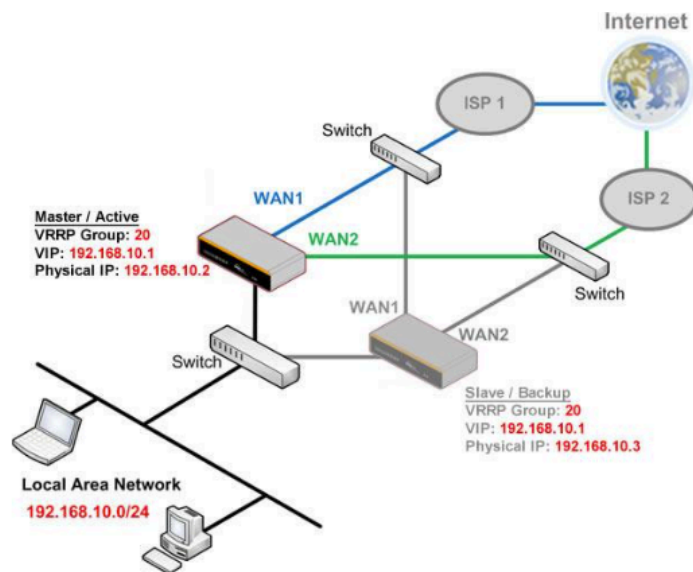 Internet
ISP 1
Switch
WAN1
Master / Active
VRRP Group: 20
VIP: 192.168.10.1
Physical IP: 192.168.10.2
WAN2
ISP 2
Switch
WAN1
WAN2
Switch
Slave / Backup
VRRP Group: 20
VIP: 192.168.10.1
Physical IP: 192.168.10.3
Local Area Network
192.168.10.0/24